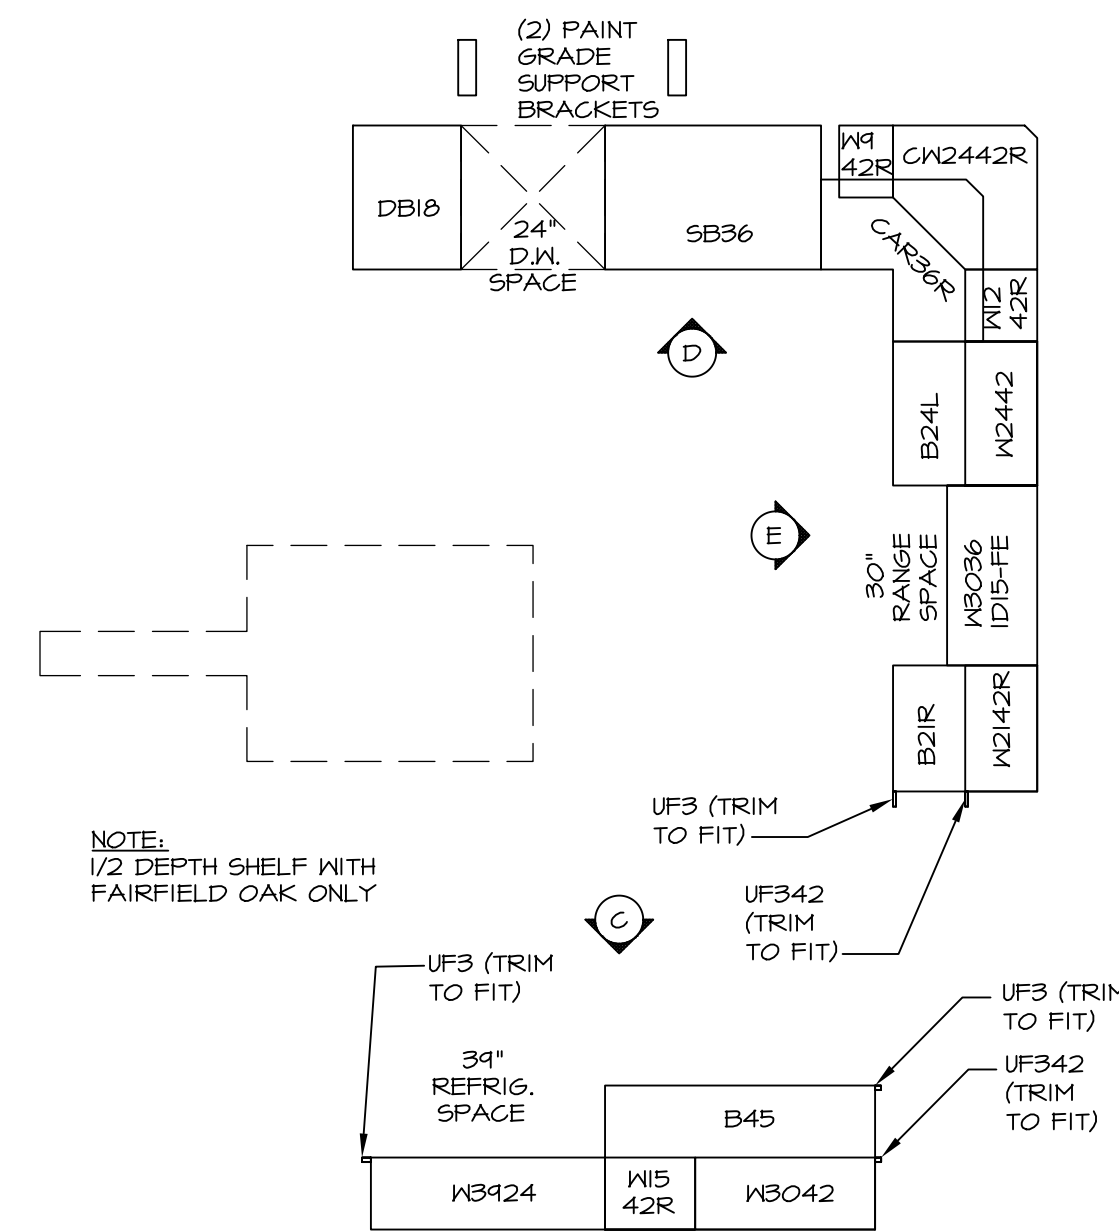 (2) PAINT
GRADE
SUPPORT
BRACKETS
W9
42R
CW2442R
DB18
24"
D.W.
SPACE
SB36
CAR36R
W12
42R
D
B24L
W2442
E
30"
RANGE
SPACE
W3036
1D15-FE
B21R
W2142R
UF3 (TRIM
TO FIT)
NOTE:
1/2 DEPTH SHELF WITH
FAIRFIELD OAK ONLY
UF342
(TRIM
TO FIT)
C
UF3 (TRIM
TO FIT)
UF3 (TRIM
TO FIT)
39"
REFRIG.
SPACE
UF342
(TRIM
TO FIT)
B45
W3924
W15
42R
W3042